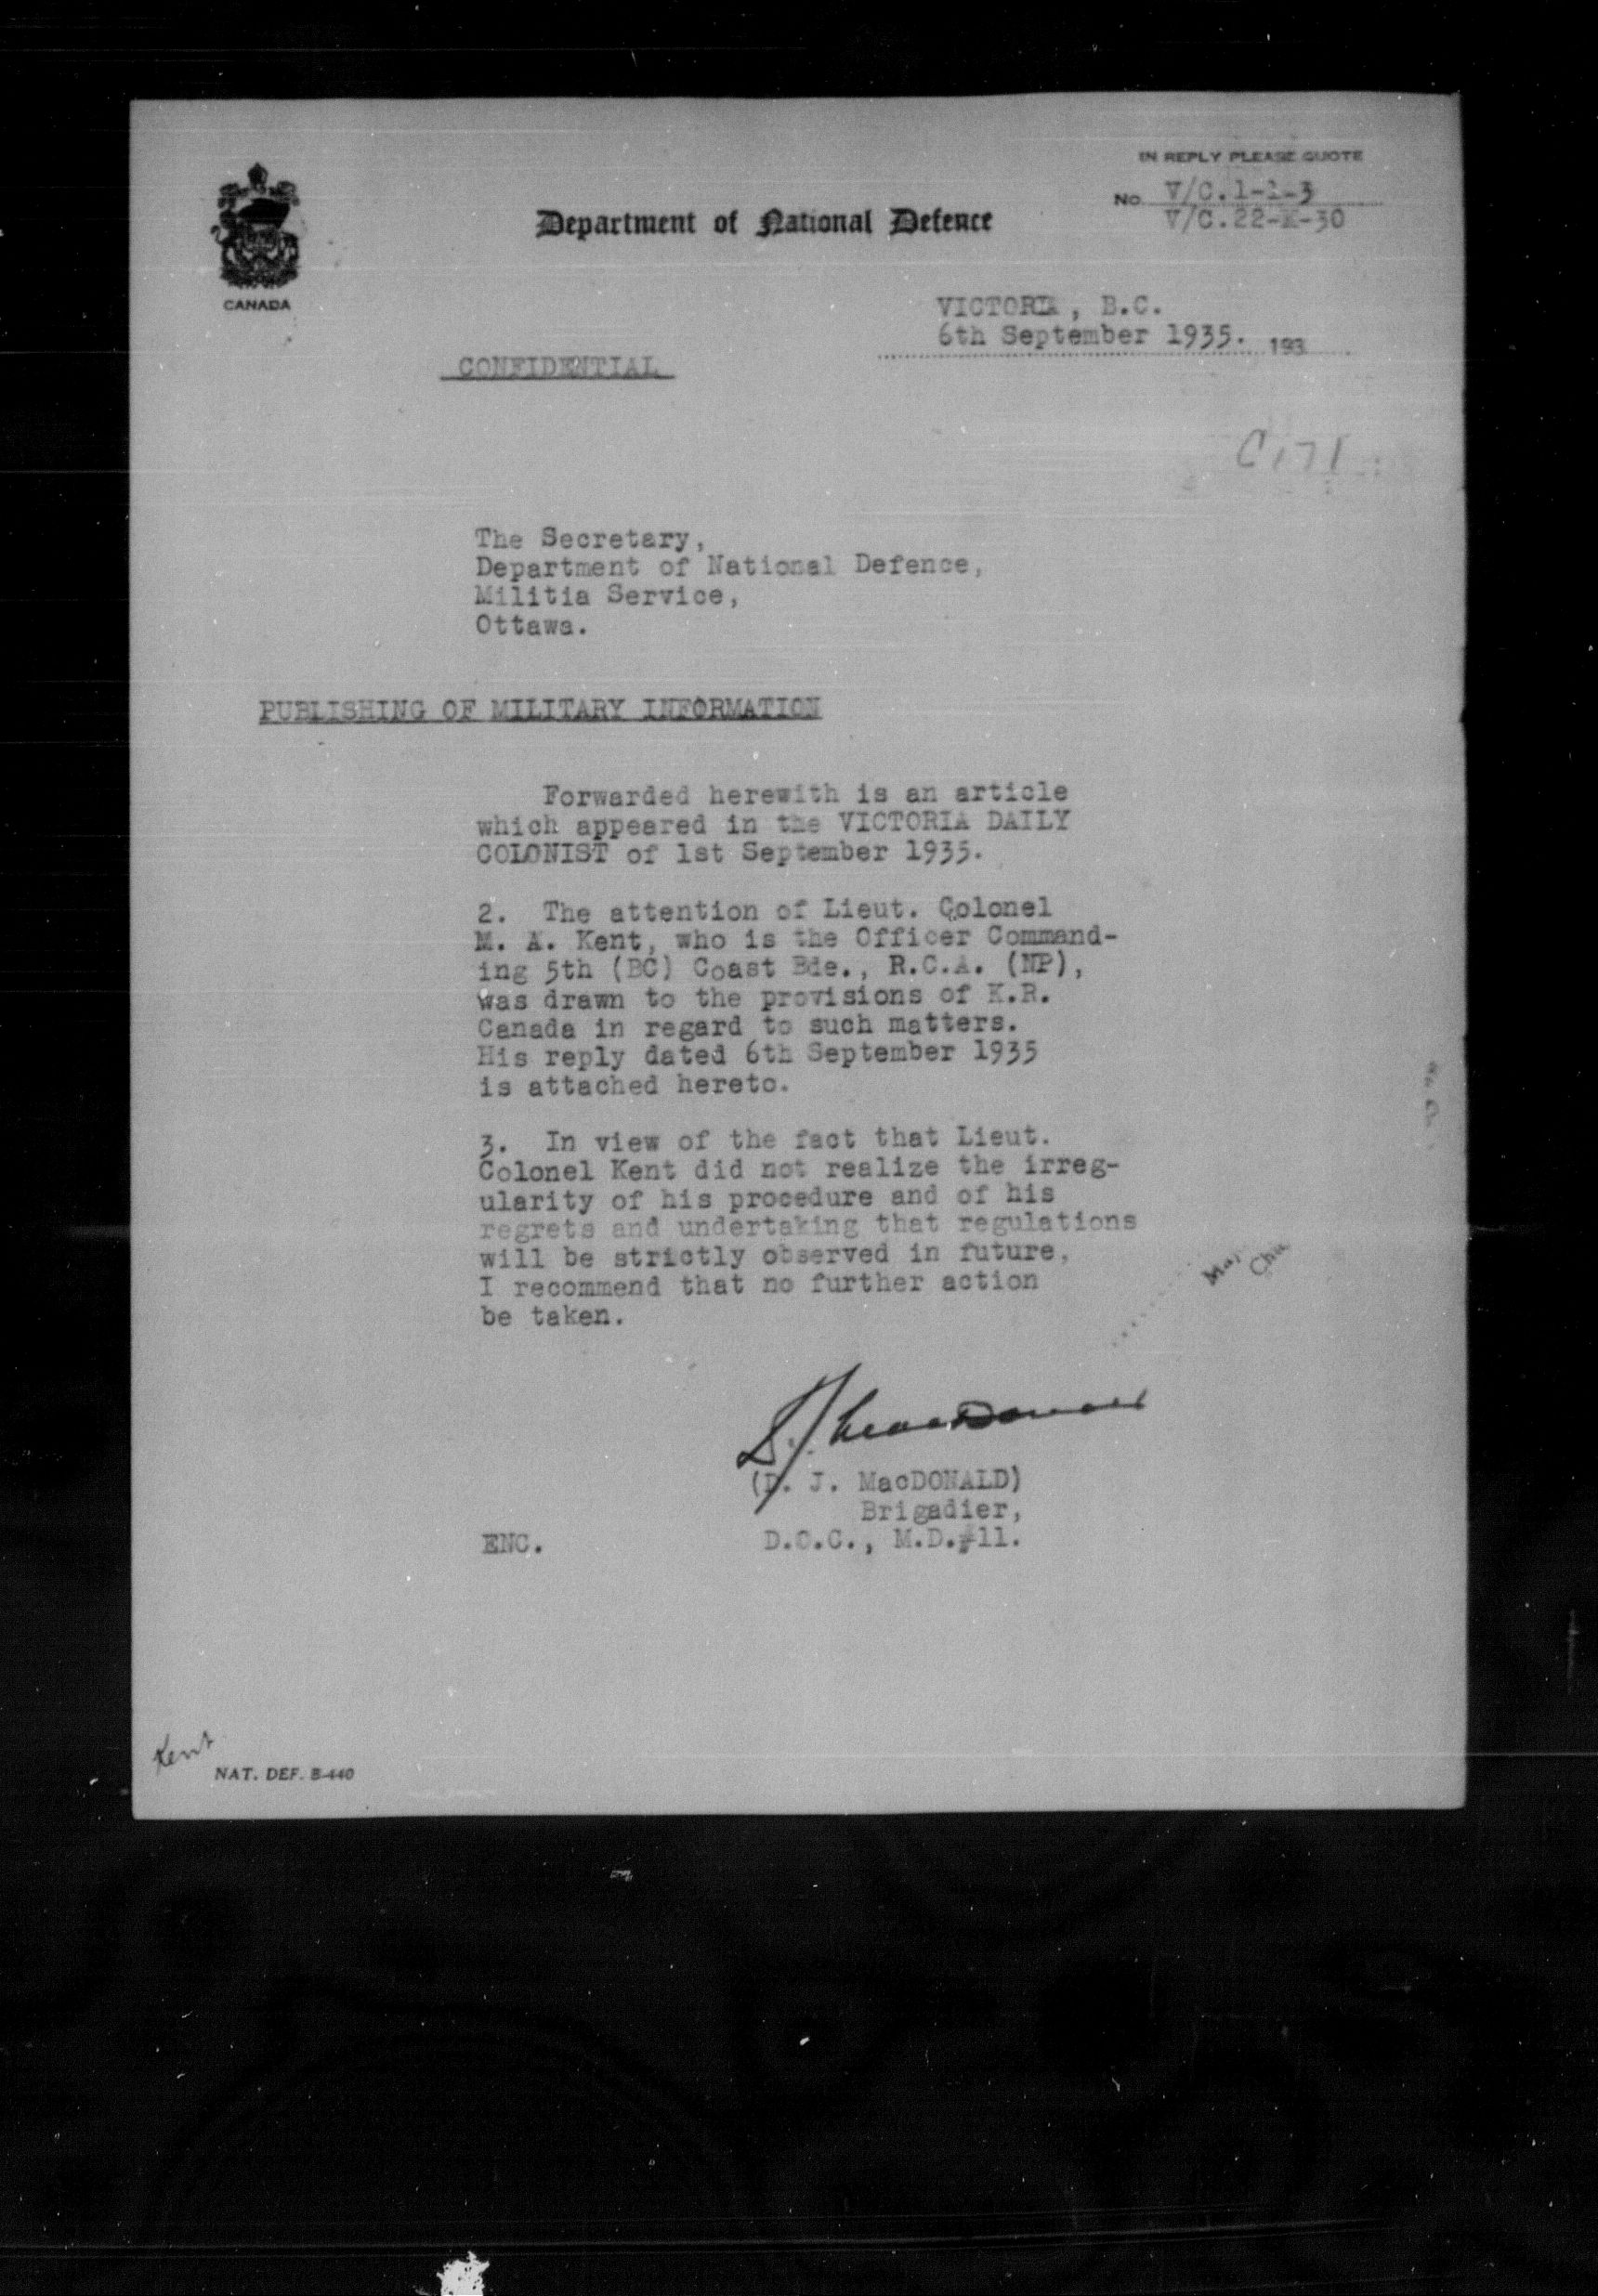 IN REPLY PLEASE QUOTE
No V/C.1-1-3
V/C.22-K-30
Department of National Defence
CANADA
VICTORIA, B.C.
6th September 1935. 193
CONFIDENTIAL
C171
The Secretary,
Department of National Defence,
Militia Service,
Ottawa.
PUBLISHING OF MILITARY INFORMATION
Forwarded herewith is an article
which appeared in the VICTORIA DAILY
COLONIST of 1st September 1935.
2. The attention of Lieut. Colonel
M. A. Kent, who is the Officer Command-
ing 5th (BC) Coast Bde., R.C.A. (NP),
was drawn to the provisions of K.R.
Canada in regard to such matters.
His reply dated 6th September 1935
is attached hereto.
3. In view of the fact that Lieut.
Colonel Kent did not realize the irreg-
ularity of his procedure and of his
regrets and undertaking that regulations
will be strictly observed in future,
I recommend that no further action
be taken.
D. J. MacDonald
(D. J. MacDONALD)
Brigadier,
ENC. D.O.C., M.D.#11.
Kent
NAT. DEF. B-440